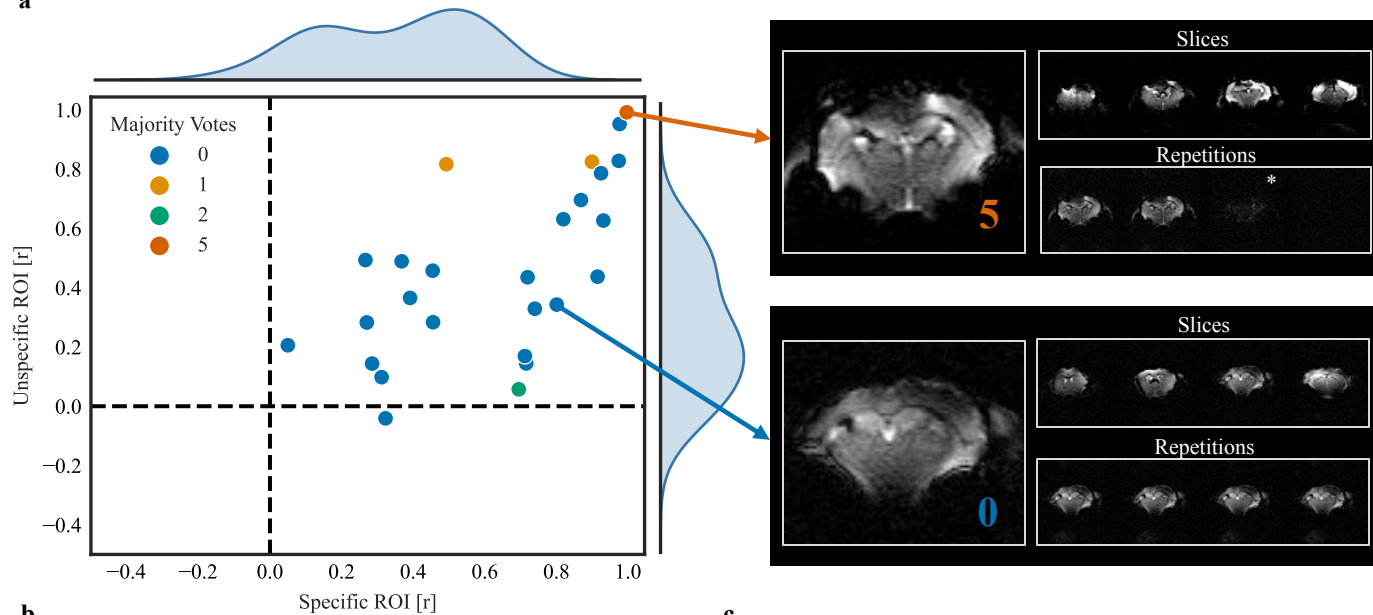 a
Majority Votes
0
1
2
5
1.0
0.8
0.6
0.4
0.2
0.0
−0.2
−0.4
Unspecific ROI [r]
−0.4 −0.2 0.0 0.2 0.4 0.6 0.8 1.0
Specific ROI [r]
Slices
Repetitions
*
5
Slices
Repetitions
0
b
c